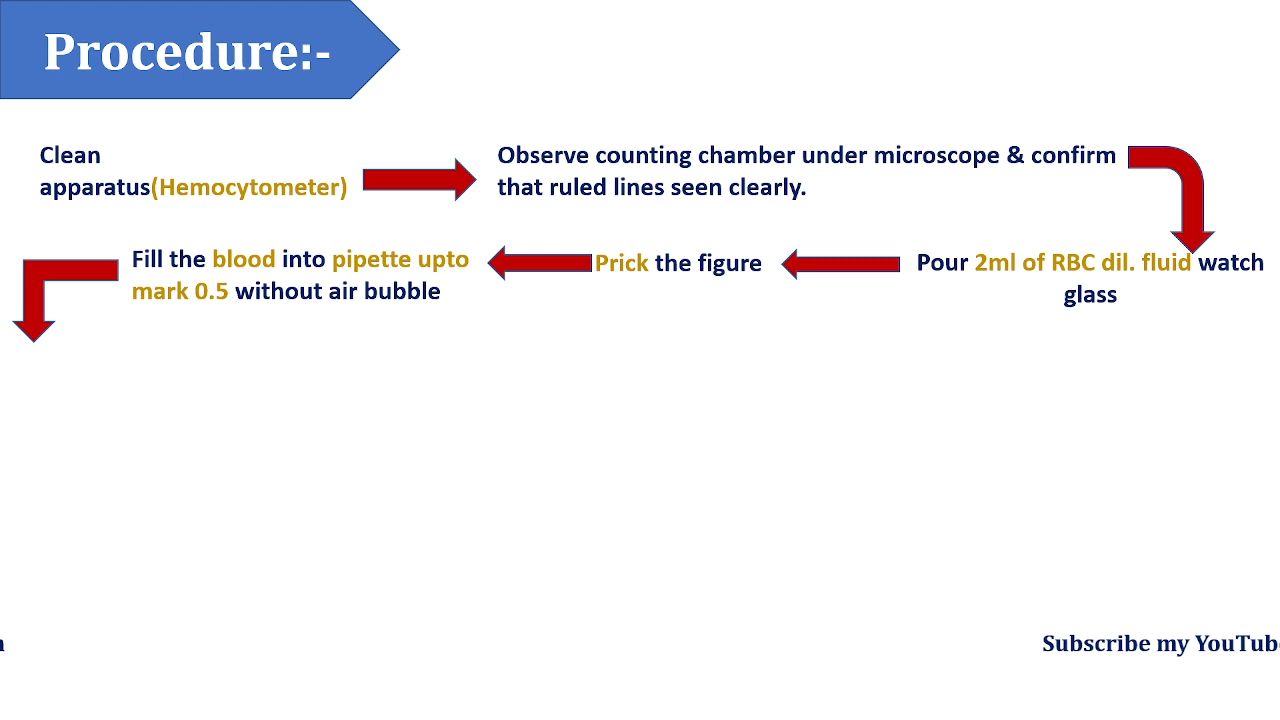 Procedure:-
Clean
apparatus(Hemocytometer)
Observe counting chamber under microscope & confirm
that ruled lines seen clearly.
Pour 2ml of RBC dil. fluid watch
glass
Prick the figure
Fill the blood into pipette upto
mark 0.5 without air bubble
Subscribe my YouTube